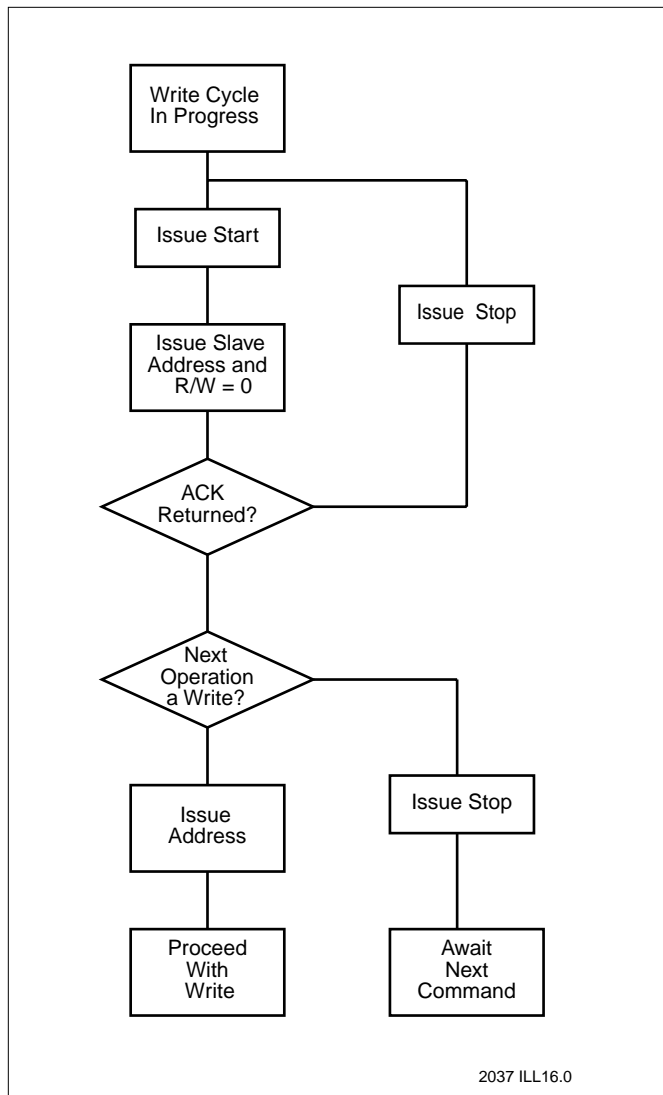 Write Cycle
In Progress
Issue Start
Issue Stop
Issue Slave
Address and
R/W = 0
ACK
Returned?
Next
Operation
a Write?
Issue
Address
Issue Stop
Proceed
With
Write
Await
Next
Command
2037 ILL16.0